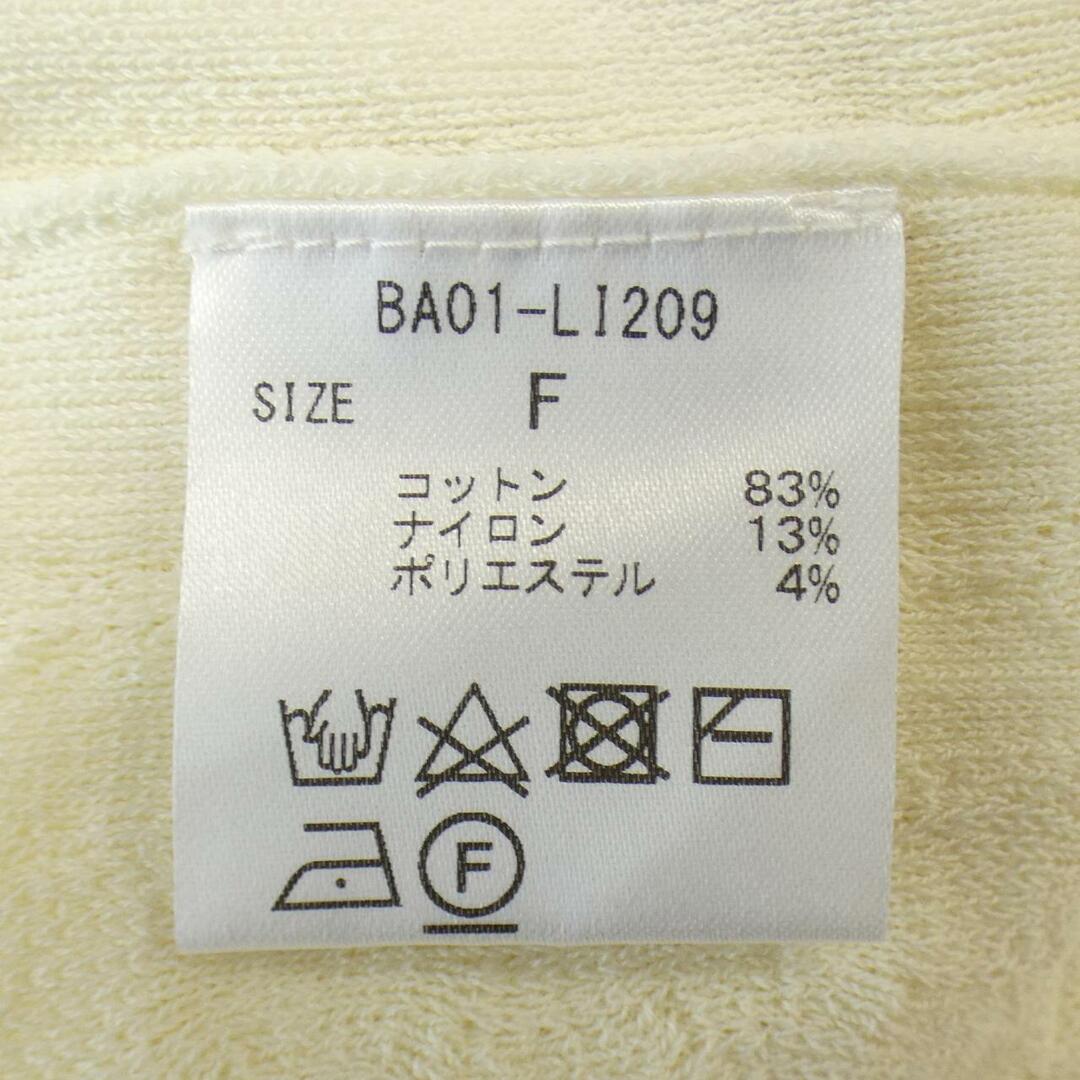 BA01-LI209
SIZE F
コットン 83%
ナイロン 13%
ポリエステル 4%
F